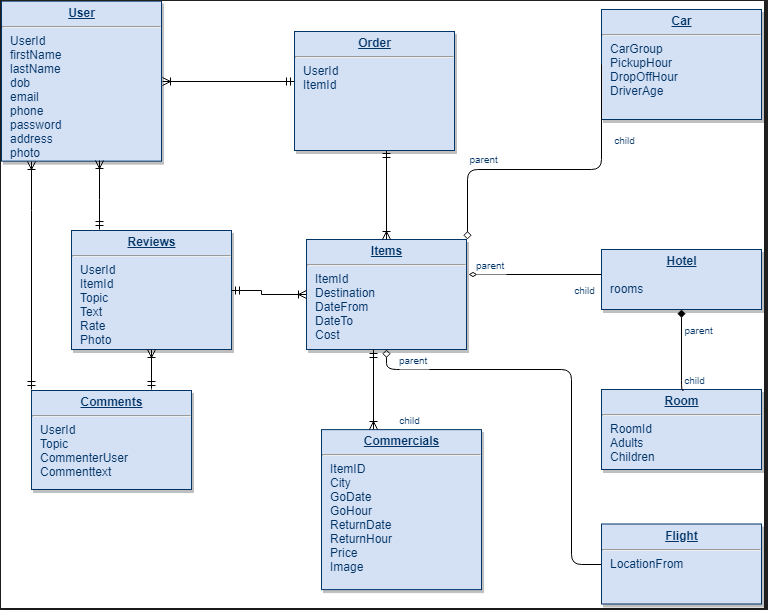 User
UserId
firstName
lastName
dob
email
phone
password
address
photo
Order
UserId
ItemId
Car
CarGroup
PickupHour
DropOffHour
DriverAge
child
parent
Reviews
UserId
ItemId
Topic
Text
Rate
Photo
Items
ItemId
Destination
DateFrom
DateTo
Cost
parent
child
Hotel
rooms
parent
child
Room
RoomId
Adults
Children
parent
child
Comments
UserId
Topic
CommenterUser
Commenttext
Commercials
ItemID
City
GoDate
GoHour
ReturnDate
ReturnHour
Price
Image
Flight
LocationFrom